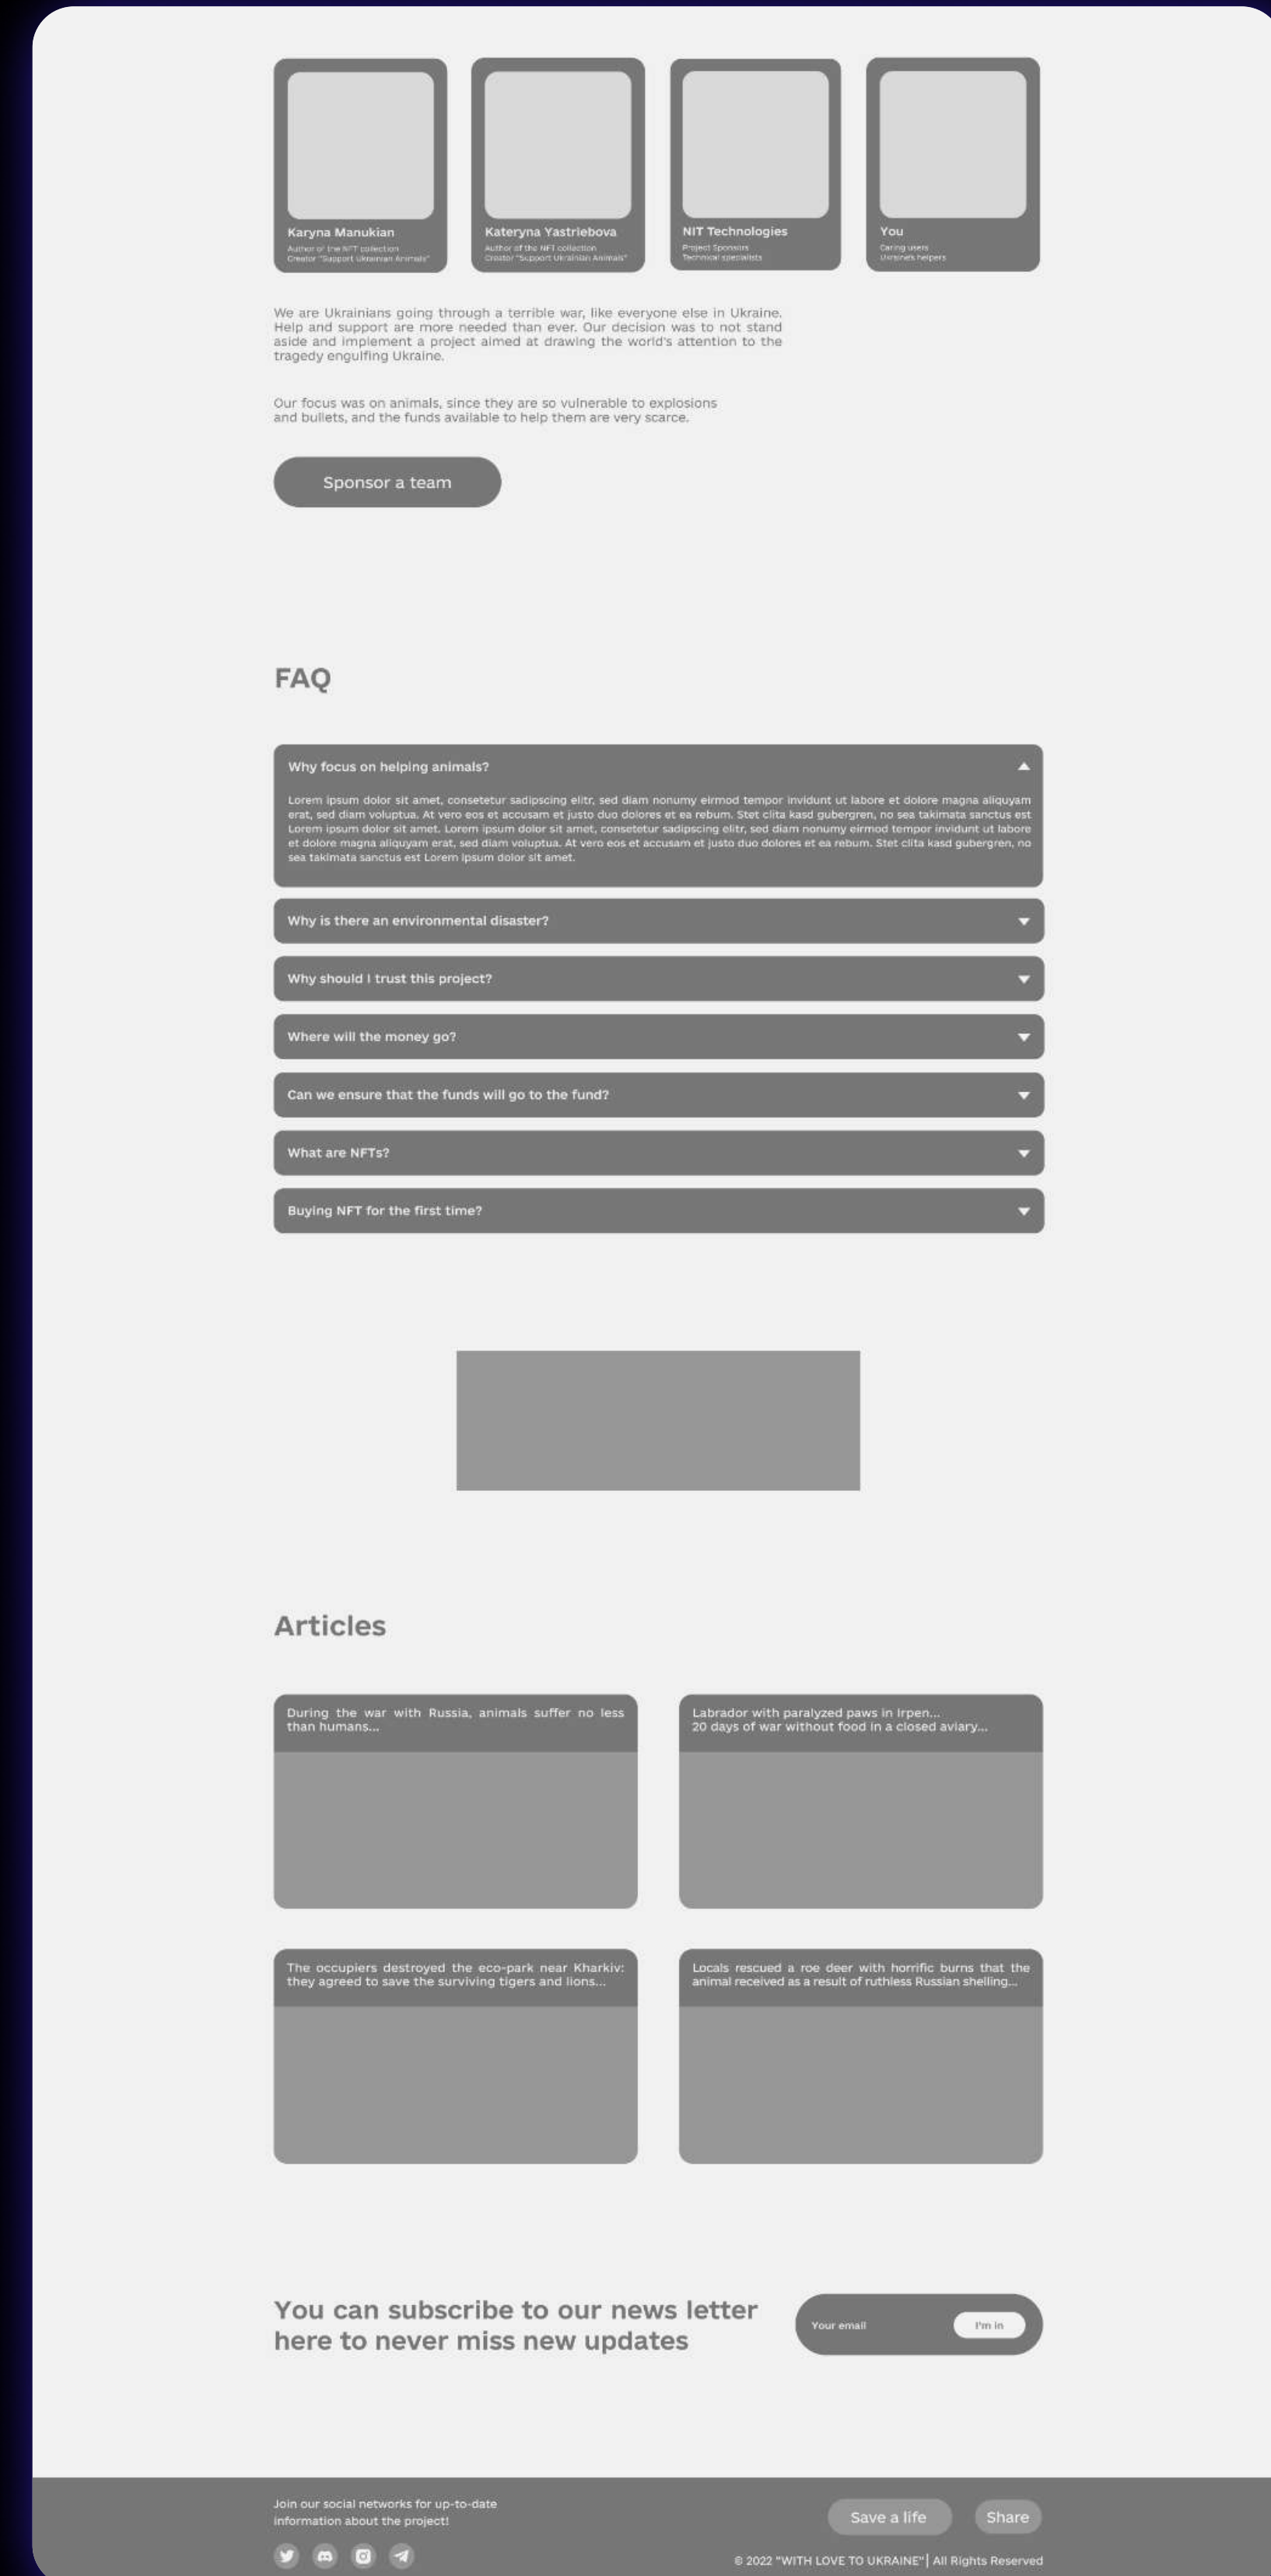 Karyna Manukian
Author of the NFT collection
Creator "Support Ukrainian Animals"
Kateryna Yastriebova
Author of the NFT collection
Creator "Support Ukrainian Animals"
NIT Technologies
Project Sponsors
Technical specialists
You
Caring users
Ukraine's helpers
We are Ukrainians going through a terrible war, like everyone else in Ukraine.
Help and support are more needed than ever. Our decision was to not stand
aside and implement a project aimed at drawing the world's attention to the
tragedy engulfing Ukraine.
Our focus was on animals, since they are so vulnerable to explosions
and bullets, and the funds available to help them are very scarce.
Sponsor a team
FAQ
Why focus on helping animals?
Lorem ipsum dolor sit amet, consetetur sadipscing elitr, sed diam nonumy eirmod tempor invidunt ut labore et dolore magna aliquyam
erat, sed diam voluptua. At vero eos et accusam et justo duo dolores et ea rebum. Stet clita kasd gubergren, no sea takimata sanctus est
Lorem ipsum dolor sit amet. Lorem ipsum dolor sit amet, consetetur sadipscing elitr, sed diam nonumy eirmod tempor invidunt ut labore
et dolore magna aliquyam erat, sed diam voluptua. At vero eos et accusam et justo duo dolores et ea rebum. Stet clita kasd gubergren, no
sea takimata sanctus est Lorem ipsum dolor sit amet.
Why is there an environmental disaster?
Why should I trust this project?
Where will the money go?
Can we ensure that the funds will go to the fund?
What are NFTs?
Buying NFT for the first time?
Articles
During the war with Russia, animals suffer no less
than humans...
Labrador with paralyzed paws in Irpen...
20 days of war without food in a closed aviary...
The occupiers destroyed the eco-park near Kharkiv:
they agreed to save the surviving tigers and lions...
Locals rescued a roe deer with horrific burns that the
animal received as a result of ruthless Russian shelling...
You can subscribe to our news letter
here to never miss new updates
Your email
I'm in
Join our social networks for up-to-date
information about the project!
Save a life
Share
© 2022 "WITH LOVE TO UKRAINE" | All Rights Reserved